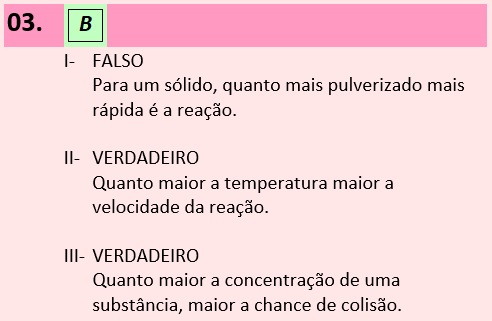 03. B
I- FALSO
Para um sólido, quanto mais pulverizado mais
rápida é a reação.
II- VERDADEIRO
Quanto maior a temperatura maior a
velocidade da reação.
III- VERDADEIRO
Quanto maior a concentração de uma
substância, maior a chance de colisão.